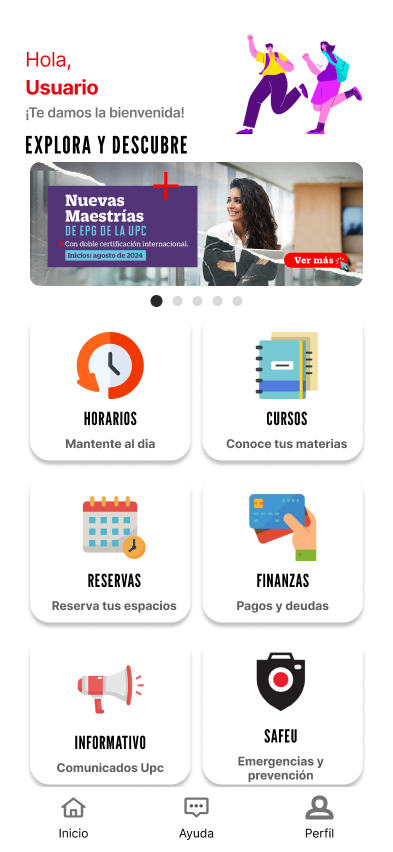 Hola,
Usuario
¡Te damos la bienvenida!
EXPLORA Y DESCUBRE
Nuevas
Maestrías
DE EPG DE LA UPC
Con doble certificación internacional.
Inicios: agosto de 2024
Ver más
HORARIOS
Mantente al dia
CURSOS
Conoce tus materias
RESERVAS
Reserva tus espacios
FINANZAS
Pagos y deudas
INFORMATIVO
Comunicados Upc
SAFEU
Emergencias y
prevención
Inicio
Ayuda
Perfil